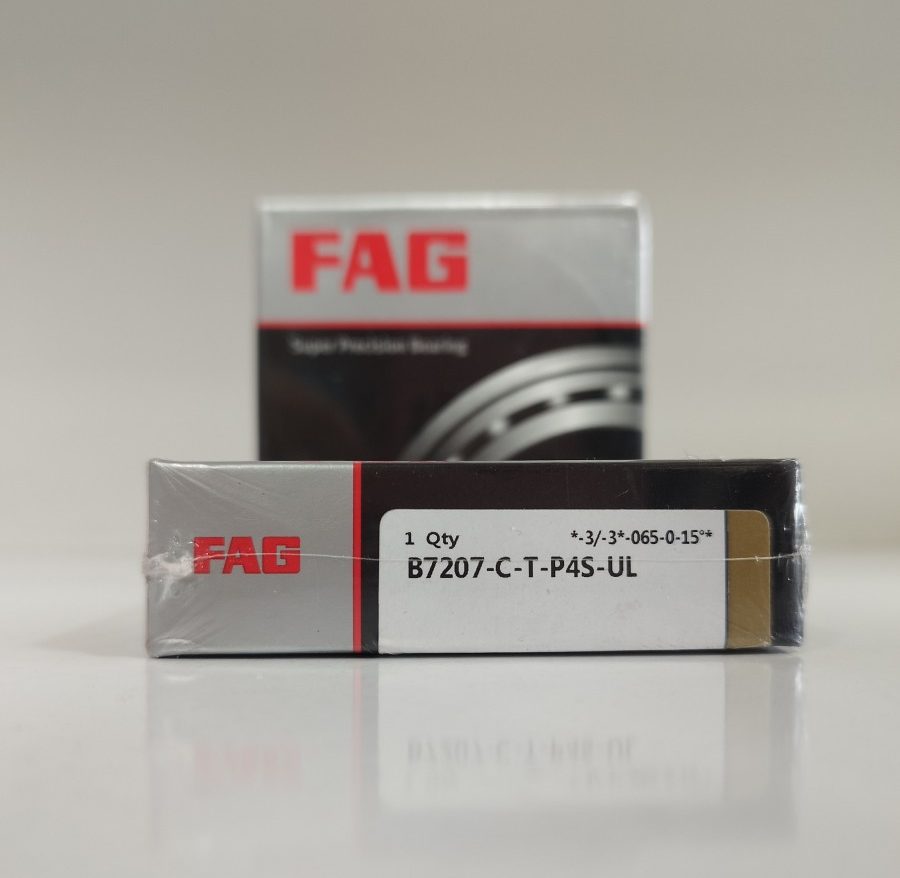 FAG
Super Precision Bearing
FAG
1 Qty *-3/-3*-065-0-15°*
B7207-C-T-P4S-UL